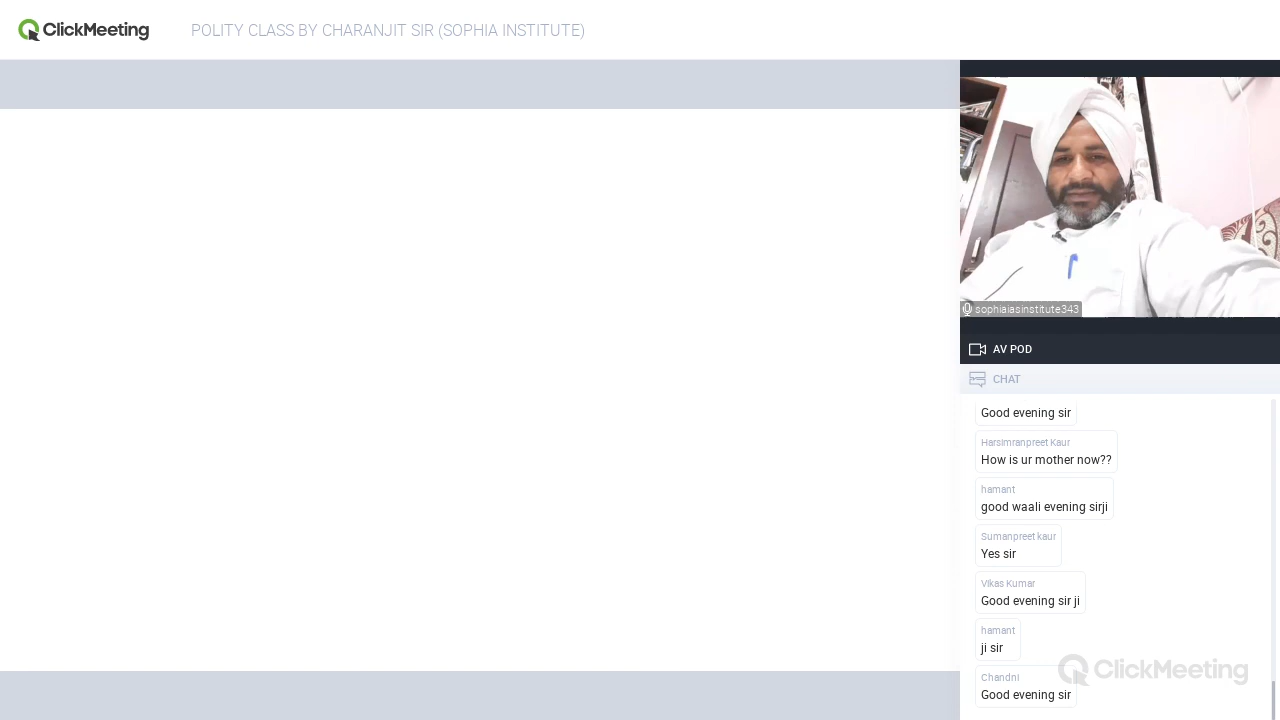 ClickMeeting
POLITY CLASS BY CHARANJIT SIR (SOPHIA INSTITUTE)
sophiaiasinstitute343
AV POD
CHAT
Good evening sir
Harsimranpreet Kaur
How is ur mother now??
hamant
good waali evening sirji
Sumanpreet kaur
Yes sir
Vikas Kumar
Good evening sir ji
hamant
ji sir
ClickMeeting
Chandni
Good evening sir